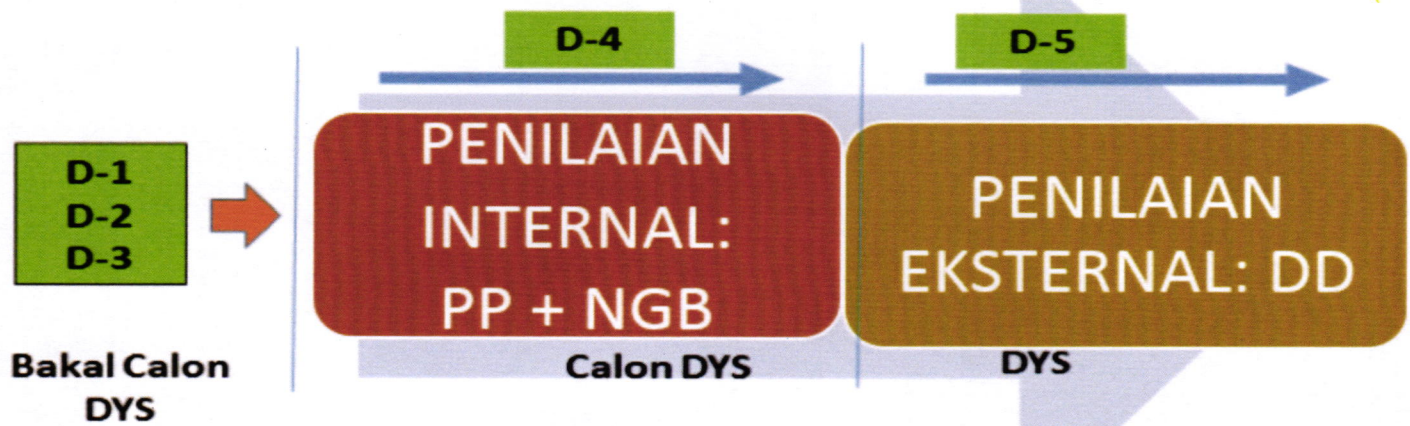 D-1
D-2
D-3
Bakal Calon
DYS
D-4
PENILAIAN
INTERNAL:
PP + NGB
Calon DYS
D-5
PENILAIAN
EKSTERNAL: DD
DYS